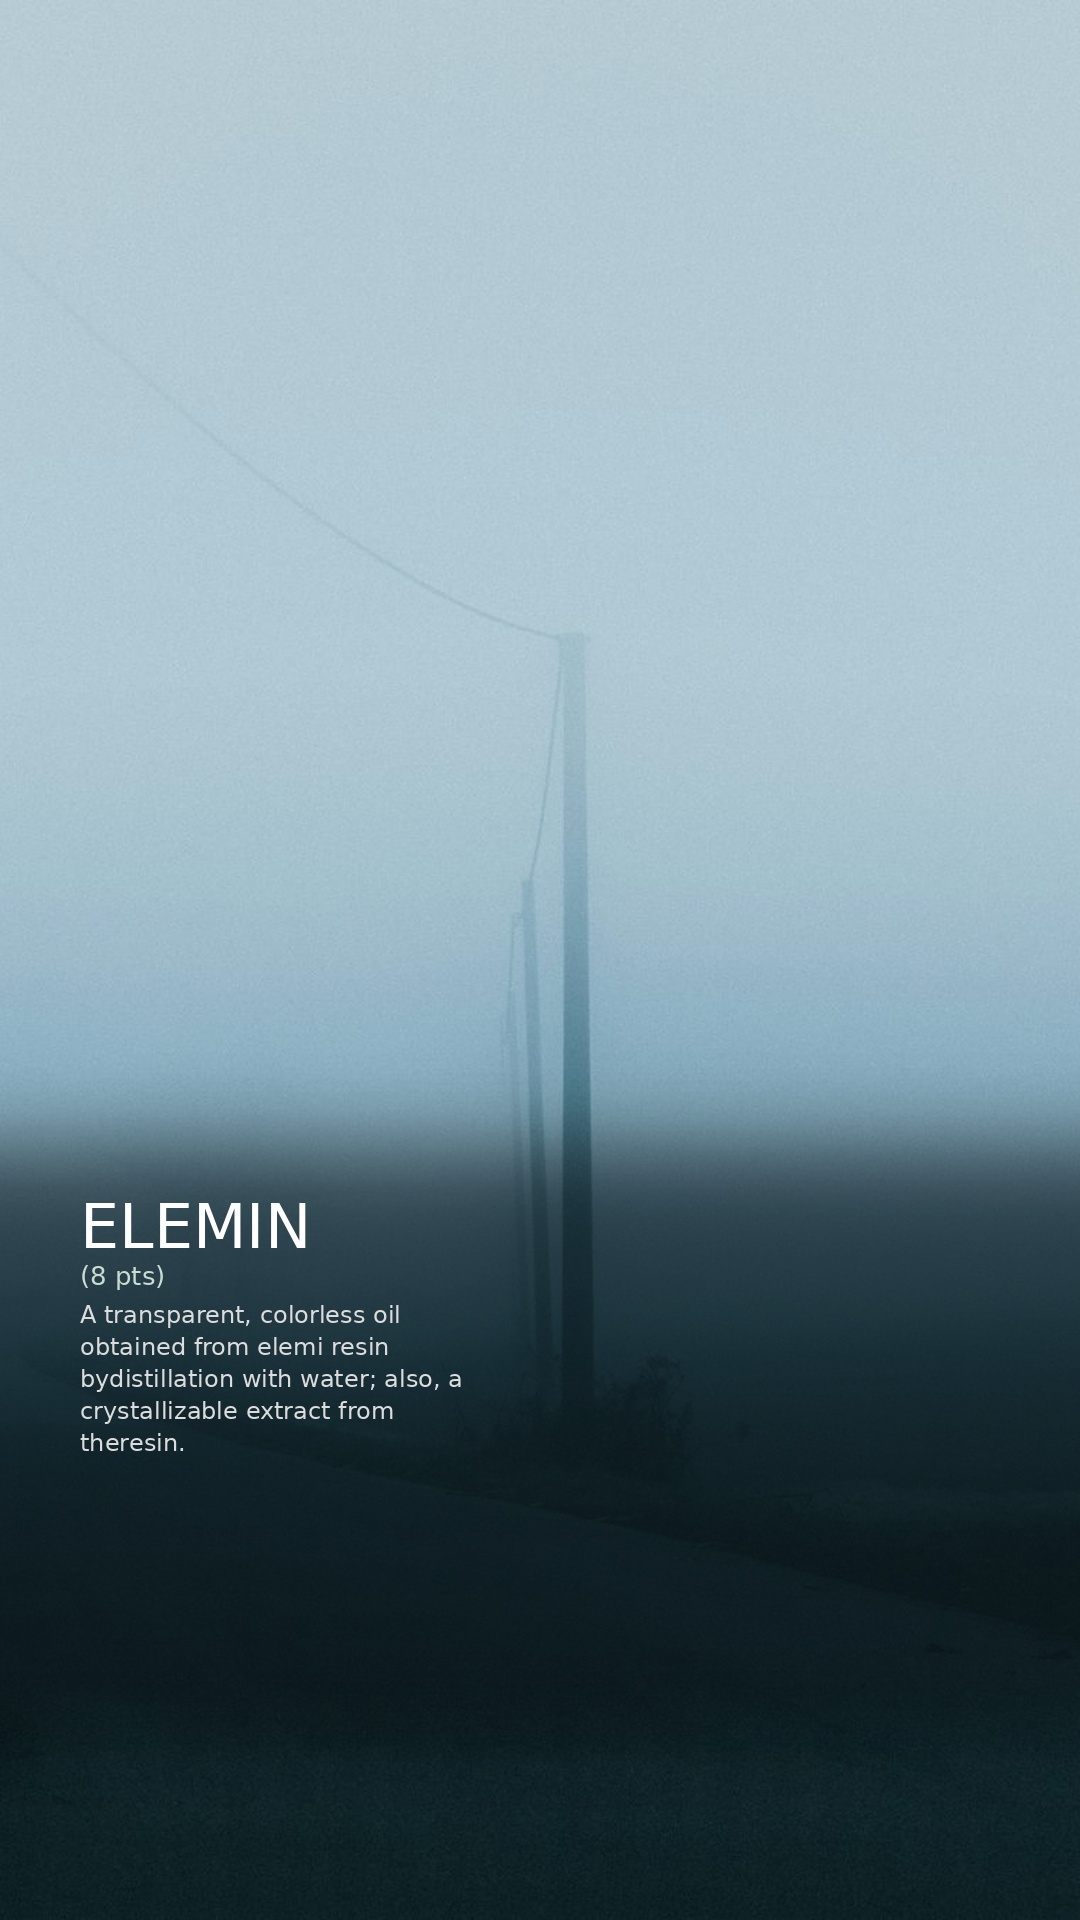 ELEMIN
(8 pts)
A transparent, colorless oil
obtained from elemi resin
bydistillation with water; also, a
crystallizable extract from
theresin.